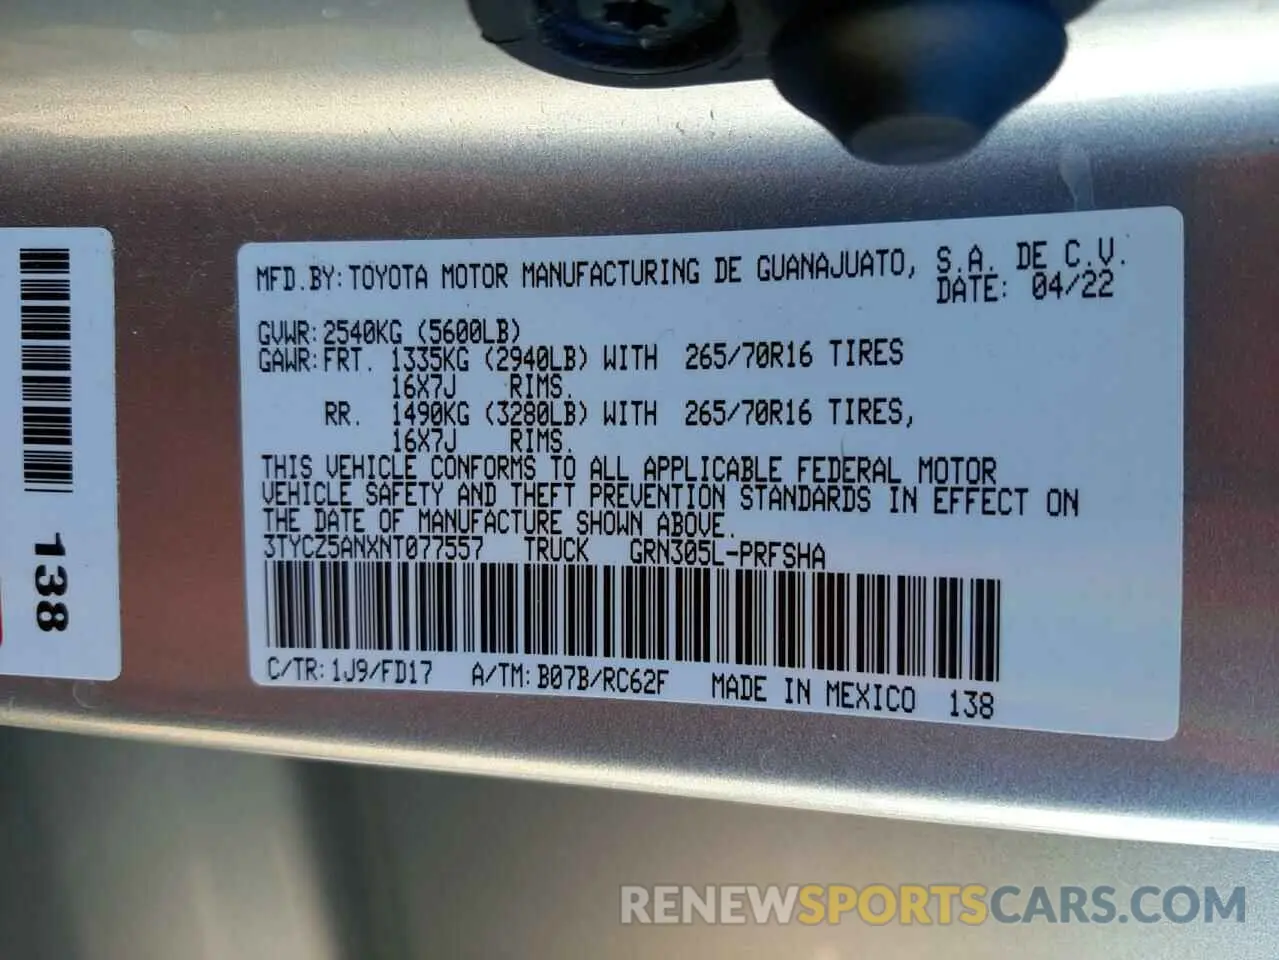 MFD.BY:TOYOTA MOTOR MANUFACTURING DE GUANAJUATO, S.A. DE C.V.
DATE: 04/22
GVWR:2540KG (5600LB)
GAWR:FRT. 1335KG (2940LB) WITH 265/70R16 TIRES
16X7J RIMS.
RR. 1490KG (3280LB) WITH 265/70R16 TIRES,
16X7J RIMS.
THIS VEHICLE CONFORMS TO ALL APPLICABLE FEDERAL MOTOR
VEHICLE SAFETY AND THEFT PREVENTION STANDARDS IN EFFECT ON
THE DATE OF MANUFACTURE SHOWN ABOVE.
3TYCZ5ANXNT077557 TRUCK GRN305L-PRFSHA
C/TR:1J9/FD17 A/TM:B07B/RC62F MADE IN MEXICO 138
138
RENEWSPORTSCARS.COM